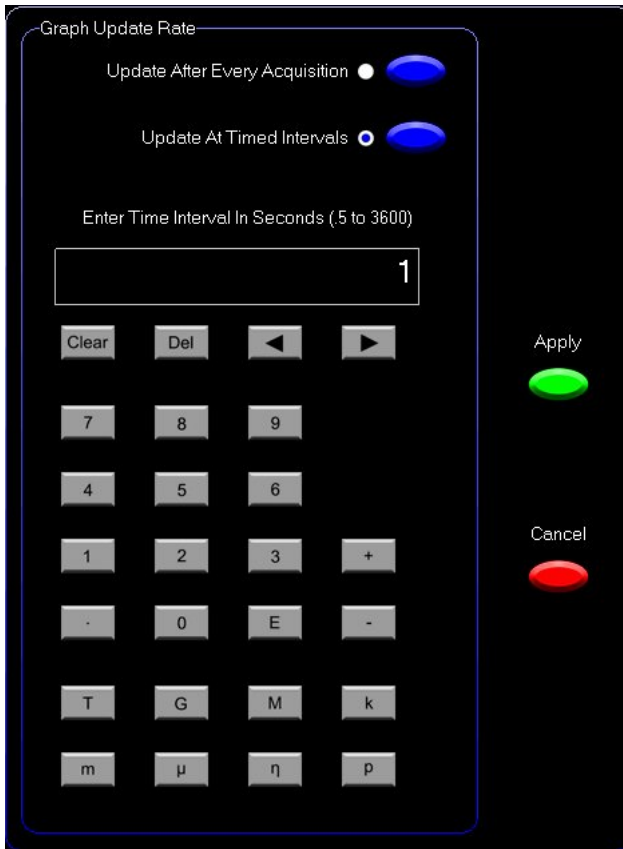 Graph Update Rate
Update After Every Acquisition
Update At Timed Intervals
Enter Time Interval In Seconds (.5 to 3600)
1
Clear Del ◀ ▶
Apply
7 8 9
4 5 6
1 2 3 +
Cancel
. 0 E -
T G M k
m μ η p